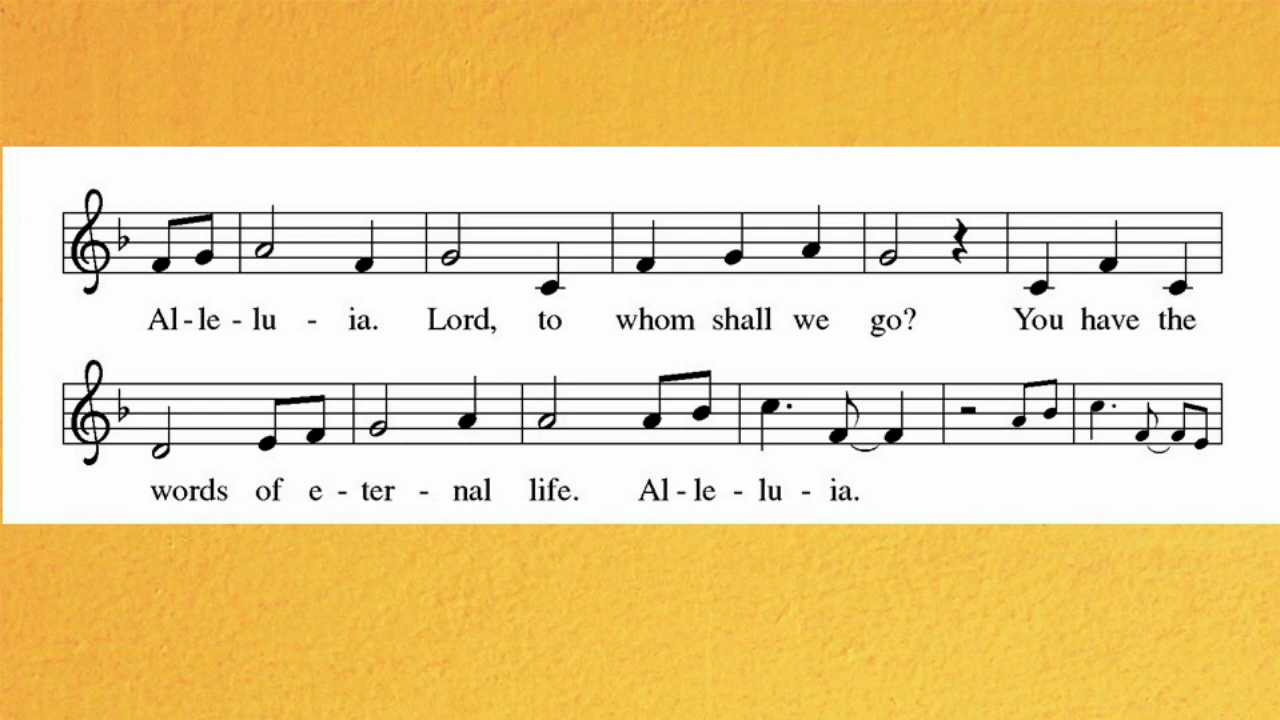 Al - le - lu - ia. Lord, to whom shall we go? You have the
words of e - ter - nal life. Al - le - lu - ia.